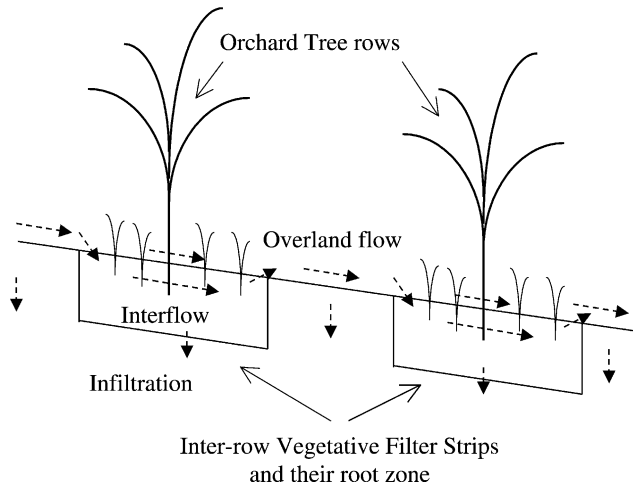 Orchard Tree rows
Overland flow
Interflow
Infiltration
Inter-row Vegetative Filter Strips
and their root zone